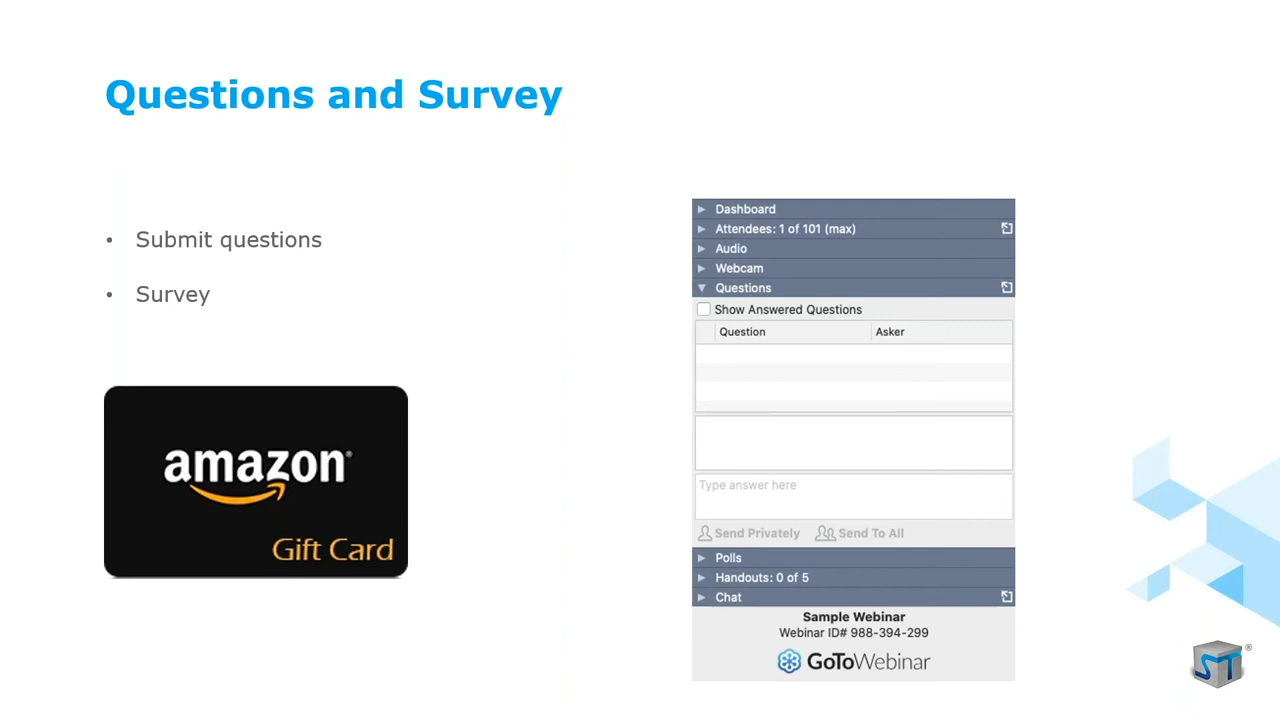 Questions and Survey
• Submit questions
• Survey
amazon®
Gift Card
Dashboard
Attendees: 1 of 101 (max)
Audio
Webcam
Questions
Show Answered Questions
Question Asker
Type answer here
Send Privately Send To All
Polls
Handouts: 0 of 5
Chat
Sample Webinar
Webinar ID# 988-394-299
GoToWebinar
ST®